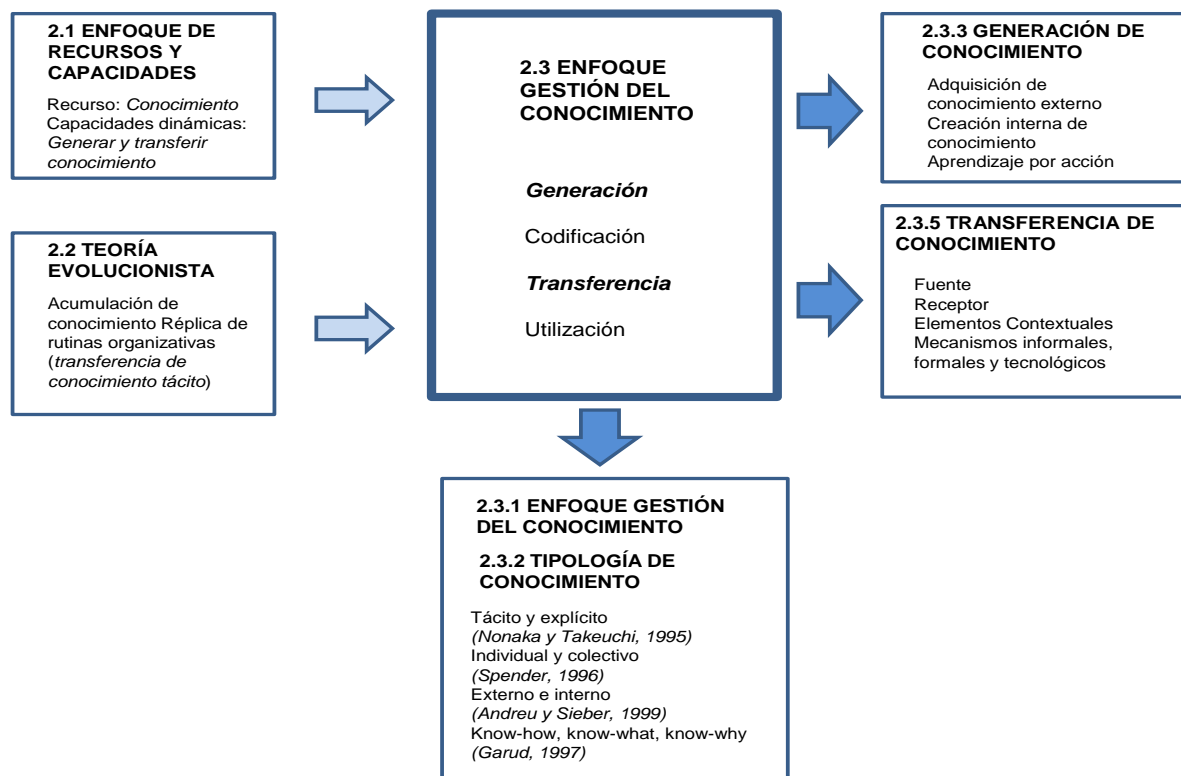 2.1 ENFOQUE DE
RECURSOS Y
CAPACIDADES
Recurso: Conocimiento
Capacidades dinámicas:
Generar y transferir
conocimiento
2.2 TEORÍA
EVOLUCIONISTA
Acumulación de
conocimiento Réplica de
rutinas organizativas
(transferencia de
conocimiento tácito)
2.3 ENFOQUE
GESTIÓN DEL
CONOCIMIENTO
Generación
Codificación
Transferencia
Utilización
2.3.3 GENERACIÓN DE
CONOCIMIENTO
Adquisición de
conocimiento externo
Creación interna de
conocimiento
Aprendizaje por acción
2.3.5 TRANSFERENCIA DE
CONOCIMIENTO
Fuente
Receptor
Elementos Contextuales
Mecanismos informales,
formales y tecnológicos
2.3.1 ENFOQUE GESTIÓN
DEL CONOCIMIENTO
2.3.2 TIPOLOGÍA DE
CONOCIMIENTO
Tácito y explícito
(Nonaka y Takeuchi, 1995)
Individual y colectivo
(Spender, 1996)
Externo e interno
(Andreu y Sieber, 1999)
Know-how, know-what, know-why
(Garud, 1997)